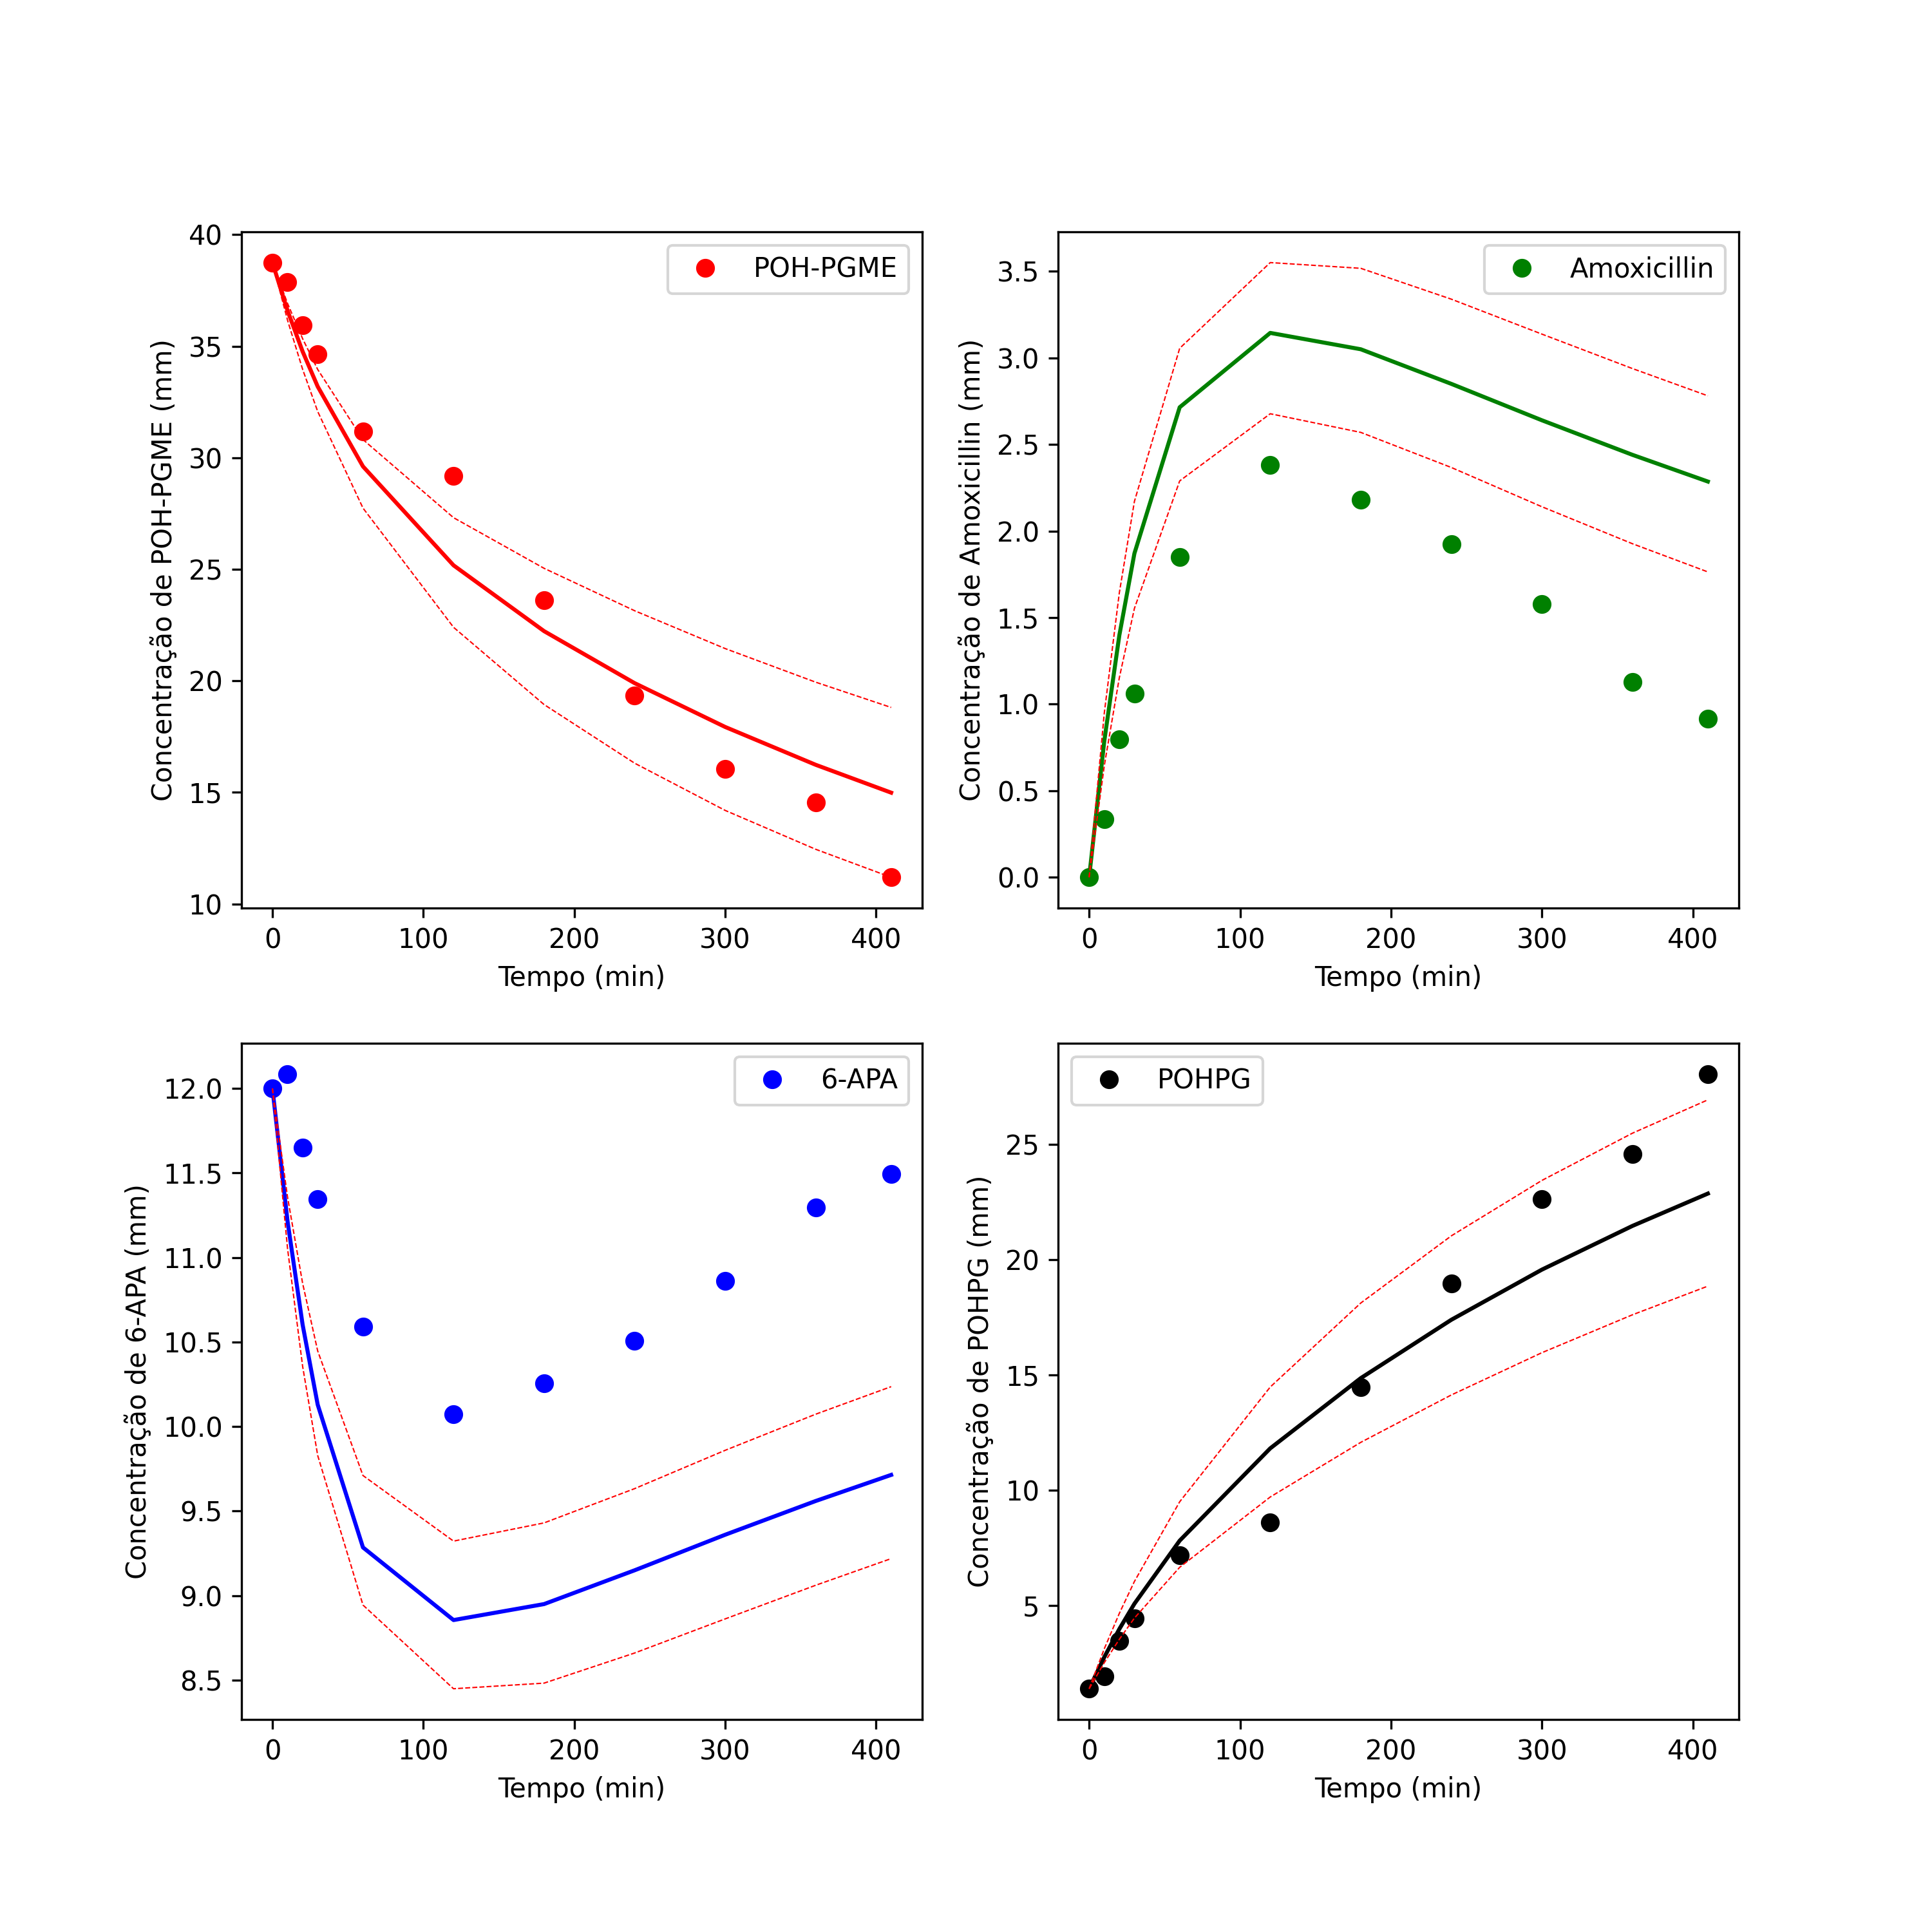 POH-PGME
Concentração de POH-PGME (mm)
40
35
30
25
20
15
10
0 100 200 300 400
Tempo (min)
Amoxicillin
Concentração de Amoxicillin (mm)
3.5
3.0
2.5
2.0
1.5
1.0
0.5
0.0
0 100 200 300 400
Tempo (min)
6-APA
Concentração de 6-APA (mm)
12.0
11.5
11.0
10.5
10.0
9.5
9.0
8.5
0 100 200 300 400
Tempo (min)
POHPG
Concentração de POHPG (mm)
25
20
15
10
5
0 100 200 300 400
Tempo (min)